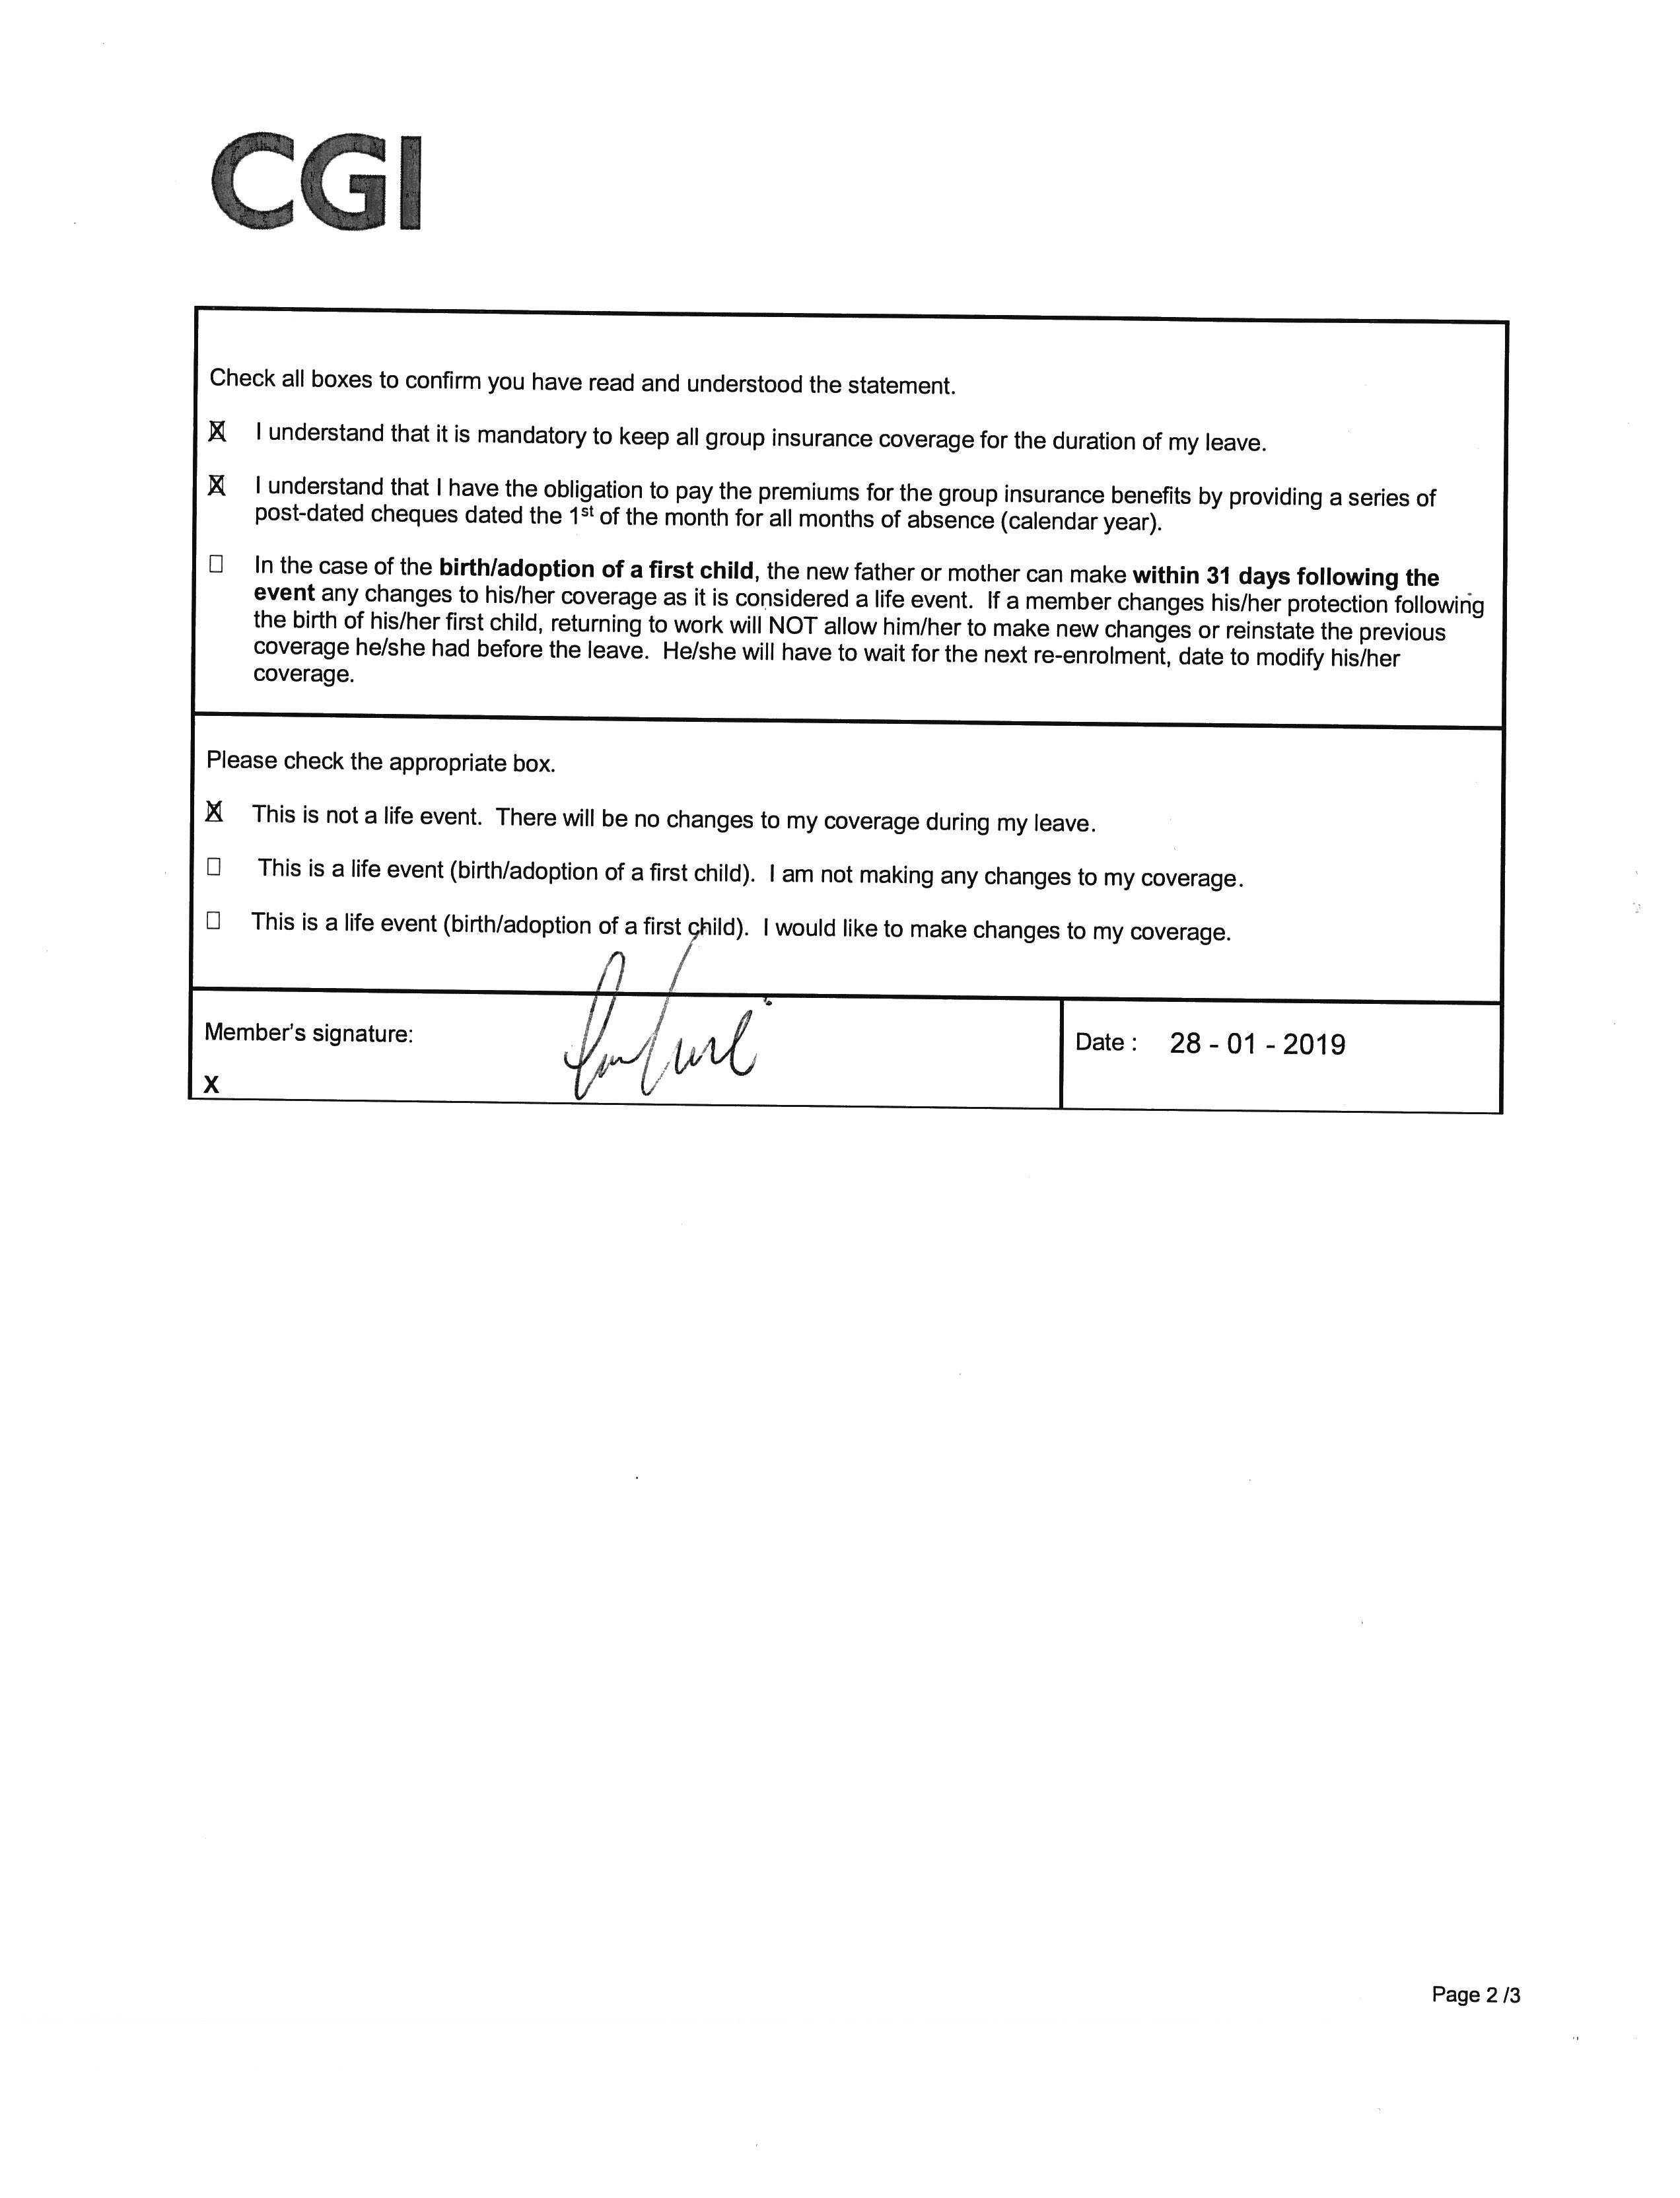 CGI
Check all boxes to confirm you have read and understood the statement.
☒ I understand that it is mandatory to keep all group insurance coverage for the duration of my leave.
☒ I understand that I have the obligation to pay the premiums for the group insurance benefits by providing a series of
post-dated cheques dated the 1st of the month for all months of absence (calendar year).
☐ In the case of the birth/adoption of a first child, the new father or mother can make within 31 days following the
event any changes to his/her coverage as it is considered a life event. If a member changes his/her protection following
the birth of his/her first child, returning to work will NOT allow him/her to make new changes or reinstate the previous
coverage he/she had before the leave. He/she will have to wait for the next re-enrolment, date to modify his/her
coverage.
Please check the appropriate box.
☒ This is not a life event. There will be no changes to my coverage during my leave.
☐ This is a life event (birth/adoption of a first child). I am not making any changes to my coverage.
☐ This is a life event (birth/adoption of a first child). I would like to make changes to my coverage.
Member's signature:
X
Date : 28 - 01 - 2019
Page 2 /3